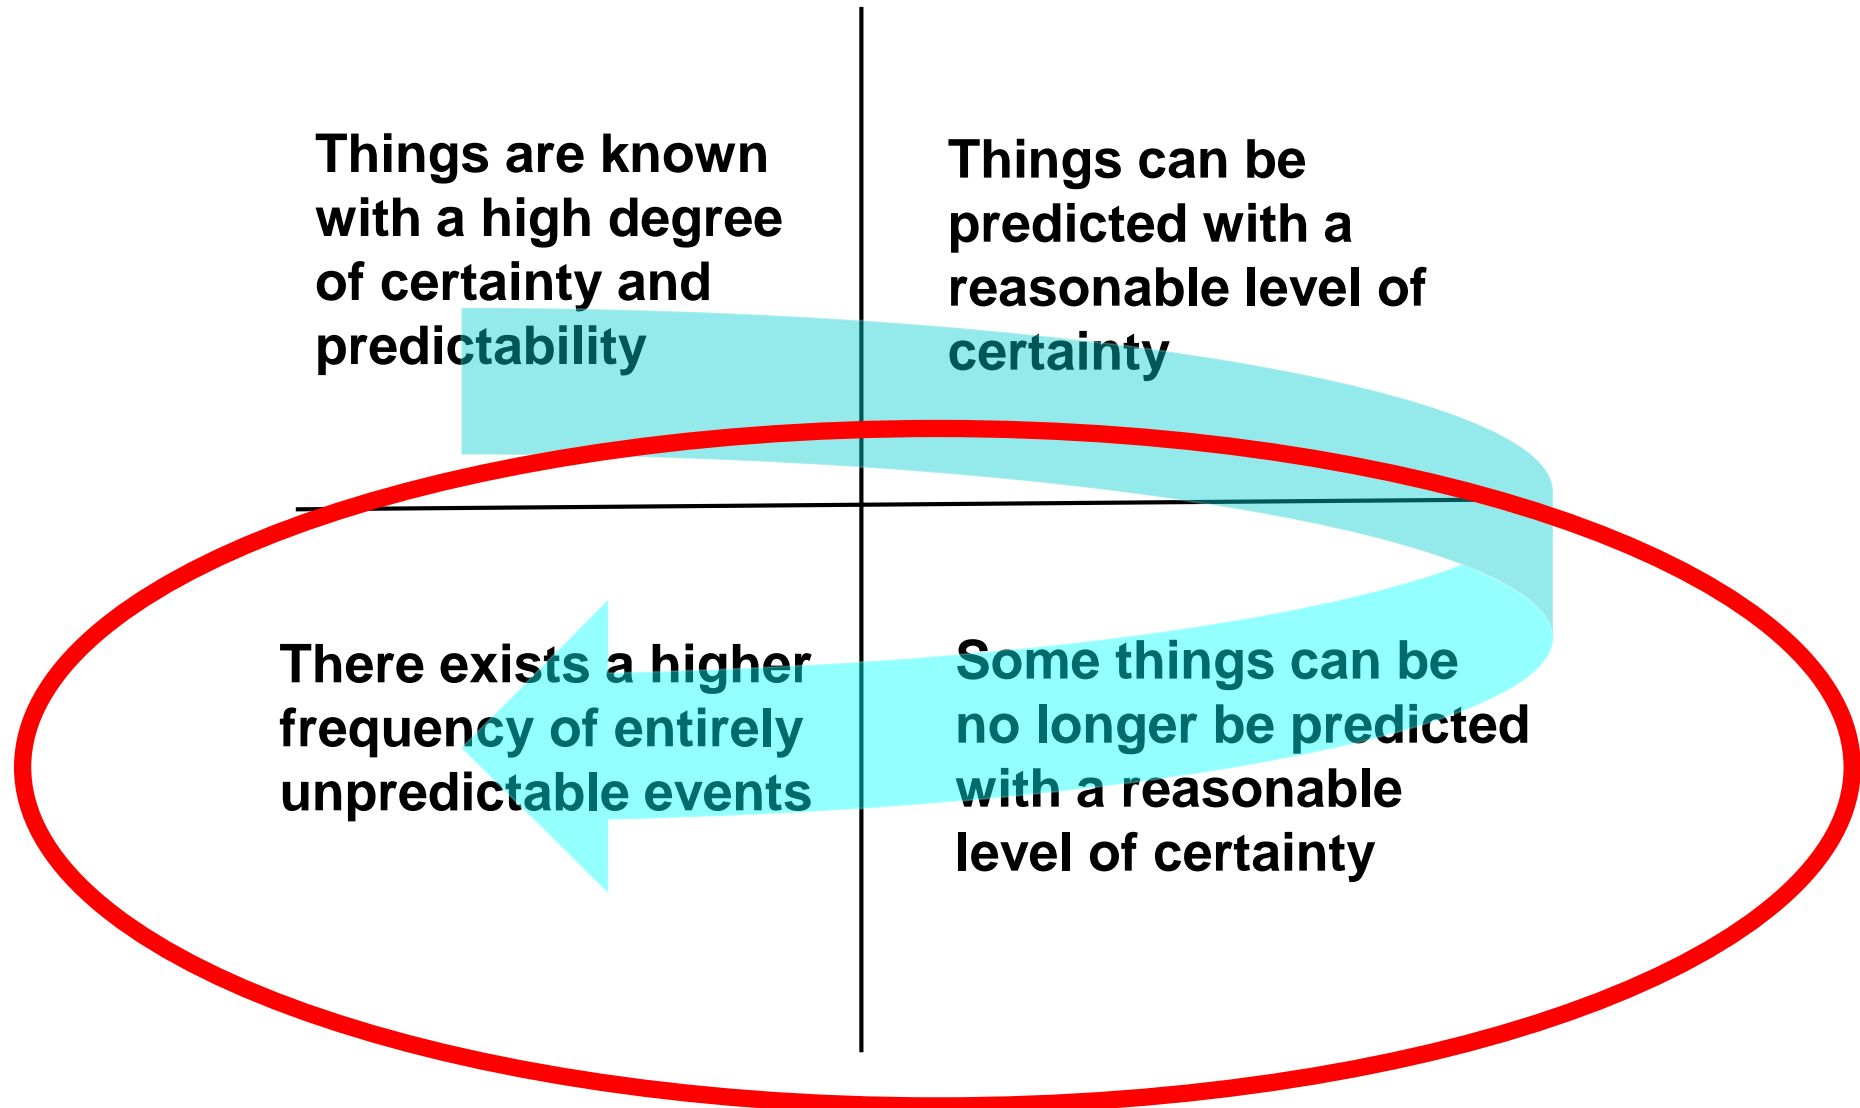 Things are known
with a high degree
of certainty and
predictability
Things can be
predicted with a
reasonable level of
certainty
There exists a higher
frequency of entirely
unpredictable events
Some things can be
no longer be predicted
with a reasonable
level of certainty